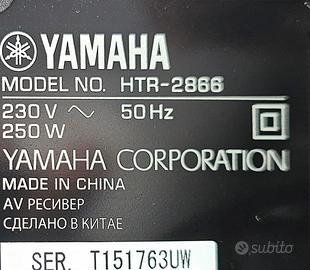 YAMAHA
MODEL NO. HTR-2866
230 V ~ 50 Hz
250 W
YAMAHA CORPORATION
MADE IN CHINA
AV РЕСИВЕР
СДЕЛАНО В КИТАЕ
SER. T151763UW
subito